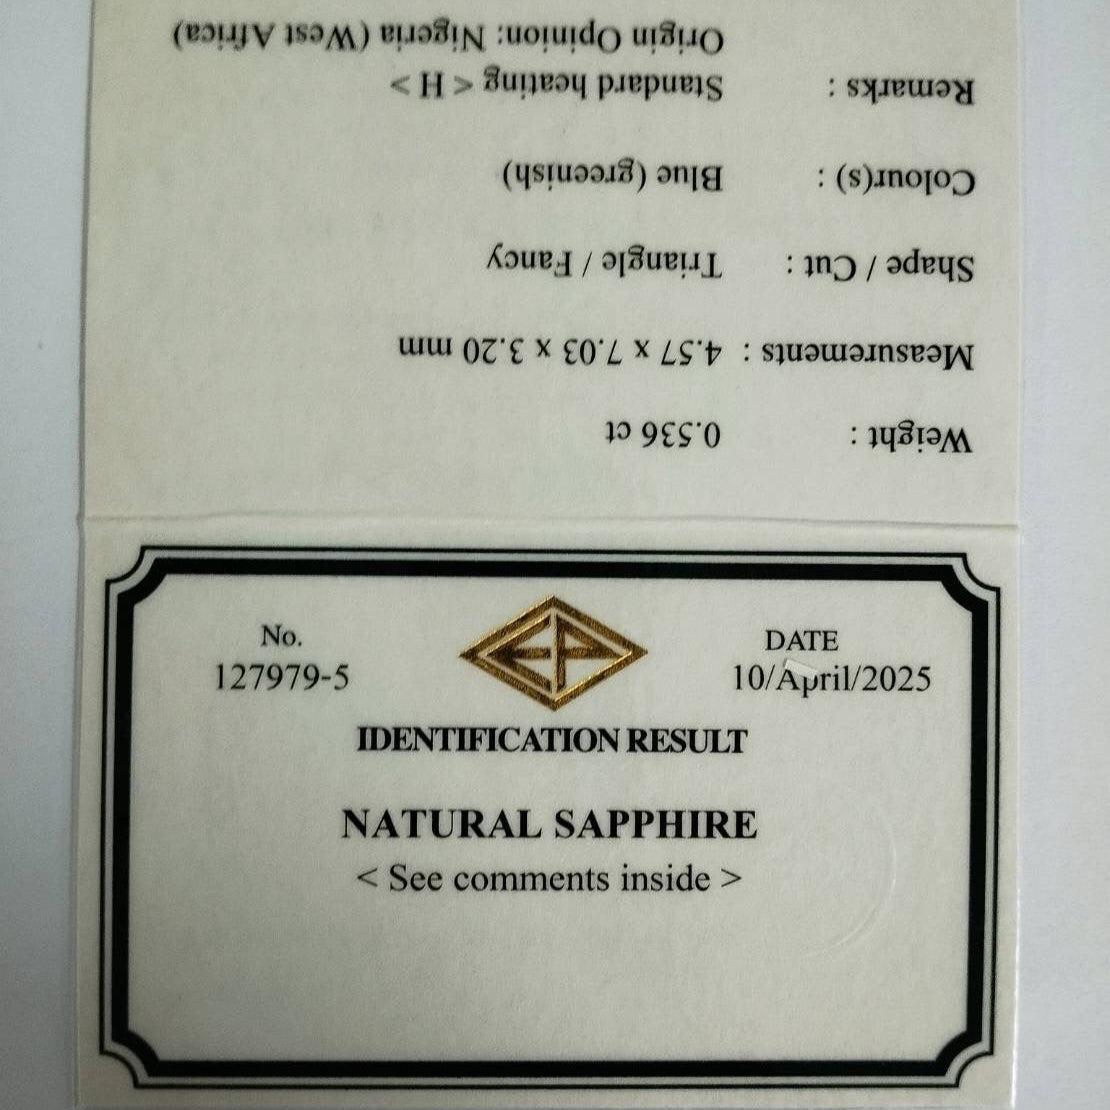 Weight : 0.536 ct
Measurements : 4.57 x 7.03 x 3.20 mm
Shape / Cut : Triangle / Fancy
Colour(s) : Blue (greenish)
Remarks : Standard heating < H >
Origin Opinion: Nigeria (West Africa)
No. DATE
127979-5 10/April/2025
IDENTIFICATION RESULT
NATURAL SAPPHIRE
< See comments inside >